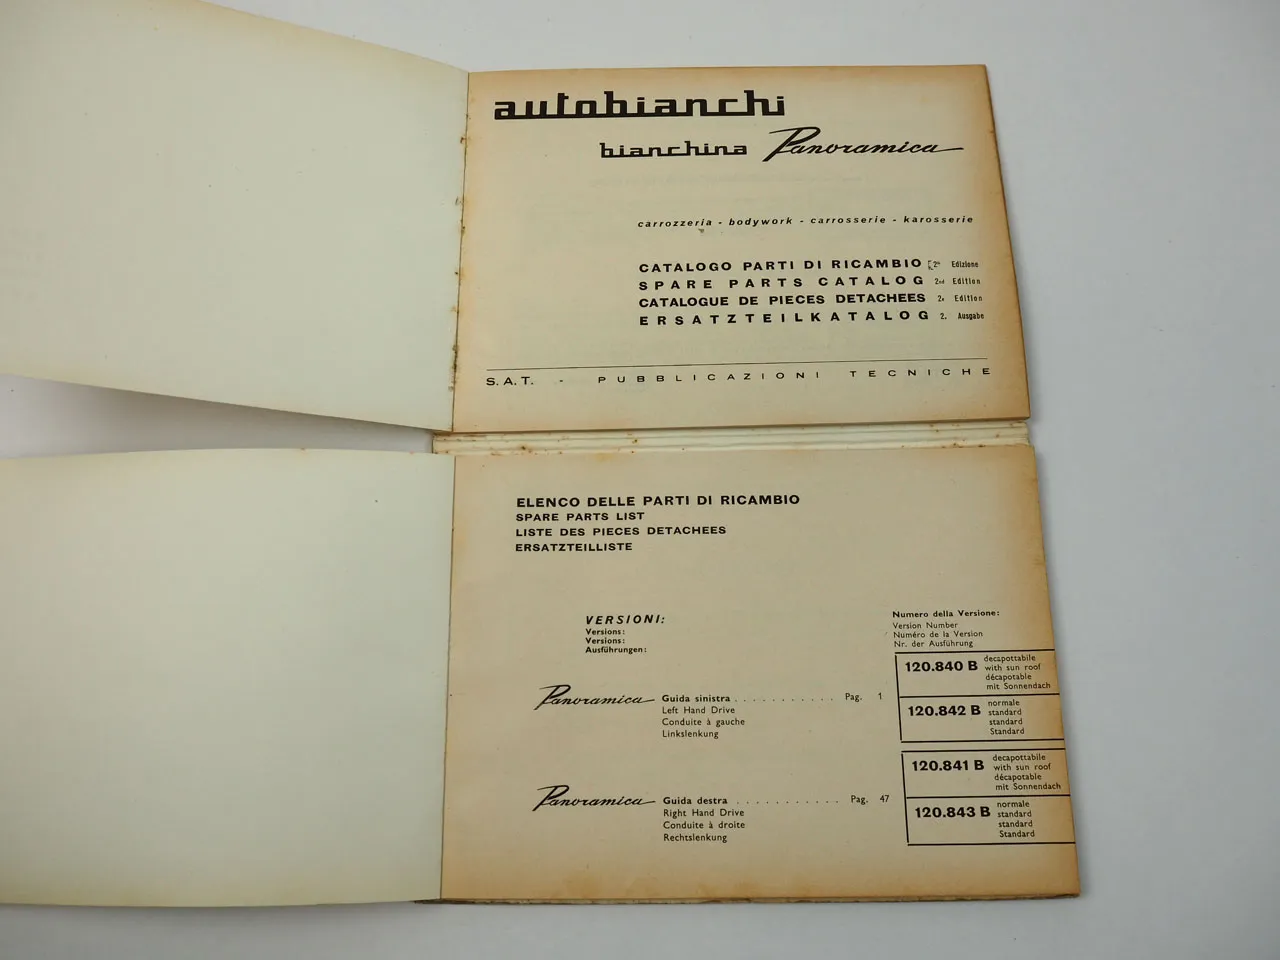 autobianchi
bianchina Panoramica
carrozzeria - bodywork - carrosserie - karosserie
CATALOGO PARTI DI RICAMBIO 2ª Edizione
SPARE PARTS CATALOG 2nd Edition
CATALOGUE DE PIECES DETACHEES 2e Edition
ERSATZTEILKATALOG 2. Ausgabe
S.A.T. - PUBBLICAZIONI TECNICHE
ELENCO DELLE PARTI DI RICAMBIO
SPARE PARTS LIST
LISTE DES PIECES DETACHEES
ERSATZTEILLISTE
VERSIONI:
Versions:
Versions:
Ausführungen:
Numero della Versione:
Version Number
Numéro de la Version
Nr. der Ausführung
Panoramica Guida sinistra . . . . . . . . . . . Pag. 1
Left Hand Drive
Conduite à gauche
Linkslenkung
120.840 B decapottabile
with sun roof
décapotable
mit Sonnendach
120.842 B normale
standard
standard
Standard
Panoramica Guida destra . . . . . . . . . . . Pag. 47
Right Hand Drive
Conduite à droite
Rechtslenkung
120.841 B decapottabile
with sun roof
décapotable
mit Sonnendach
120.843 B normale
standard
standard
Standard